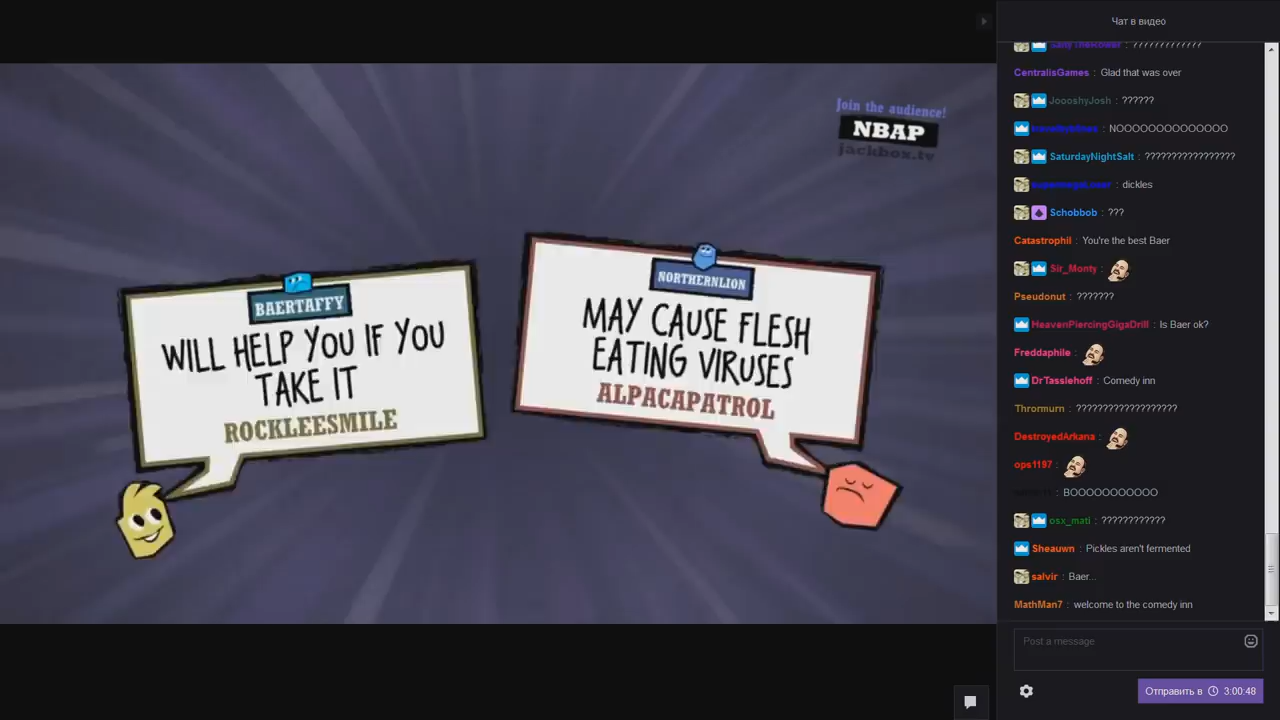 Join the audience!
NBAP
jackbox.tv
BAERTAFFY
WILL HELP YOU IF YOU
TAKE IT
ROCKLEESMILE
NORTHERNLION
MAY CAUSE FLESH
EATING VIRUSES
ALPACAPATROL
Чат в видео
: ?????????????
CentralisGames : Glad that was over
JoooshyJosh : ??????
: NOOOOOOOOOOOOOO
SaturdayNightSalt : ?????????????????
: dickles
Schobbob : ???
Catastrophil : You're the best Baer
Sir_Monty :
Pseudonut : ???????
HeavenPiercingGigaDrill : Is Baer ok?
Freddaphile :
DrTasslehoff : Comedy inn
Thrormurn : ???????????????????
DestroyedArkana :
ops1197 :
: BOOOOOOOOOOO
osx_mati : ????????????
Sheauwn : Pickles aren't fermented
salvir : Baer...
MathMan7 : welcome to the comedy inn
Post a message
Отправить в 3:00:48